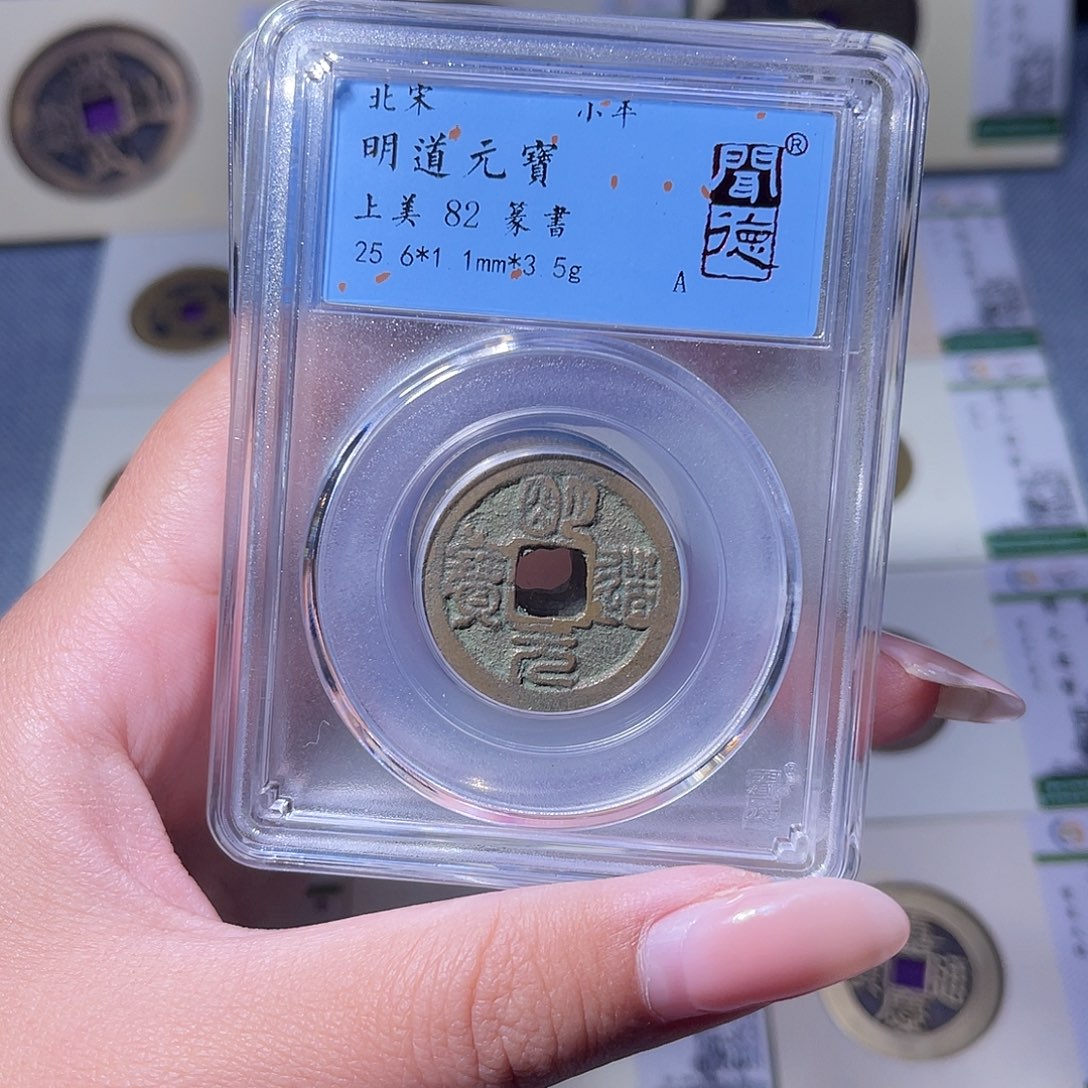 北宋 小平
明道元寶
上美 82 篆書
25.6*1.1mm*3.5g
A
聞德
®
明道元寶